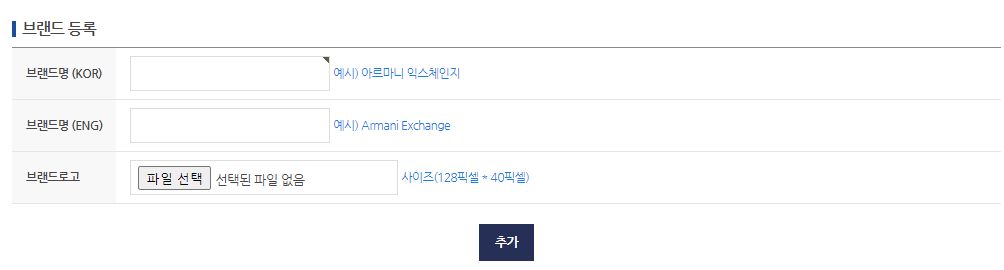 브랜드 등록
브랜드명 (KOR) 예시) 아르마니 익스체인지
브랜드명 (ENG) 예시) Armani Exchange
브랜드로고 파일 선택 선택된 파일 없음 사이즈(128픽셀 * 40픽셀)
추가